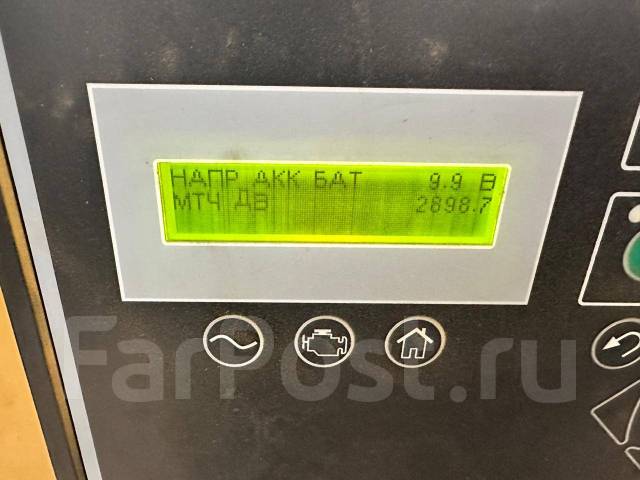 НАПР АКК БАТ 9.9 В
МТЧ ДВ 2898.7
FarPost.ru